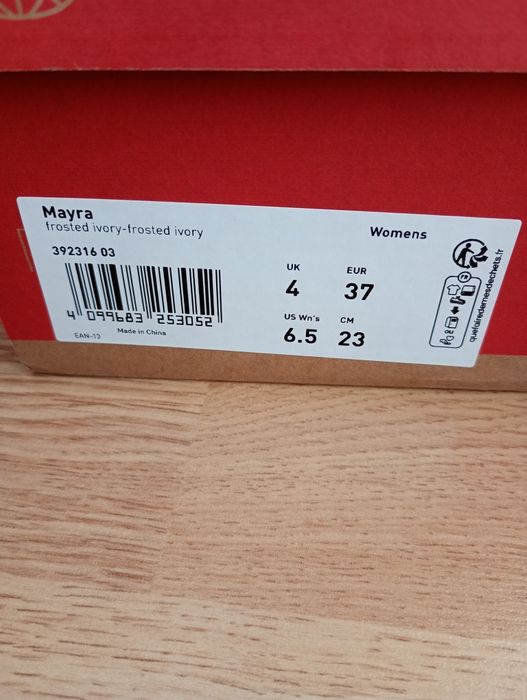 Mayra
frosted ivory-frosted ivory
Womens
392316 03
4 099683 253052
EAN-13
Made in China
UK
EUR
4
37
US Wn's
CM
6.5
23
FR
quefairedemesdechets.fr